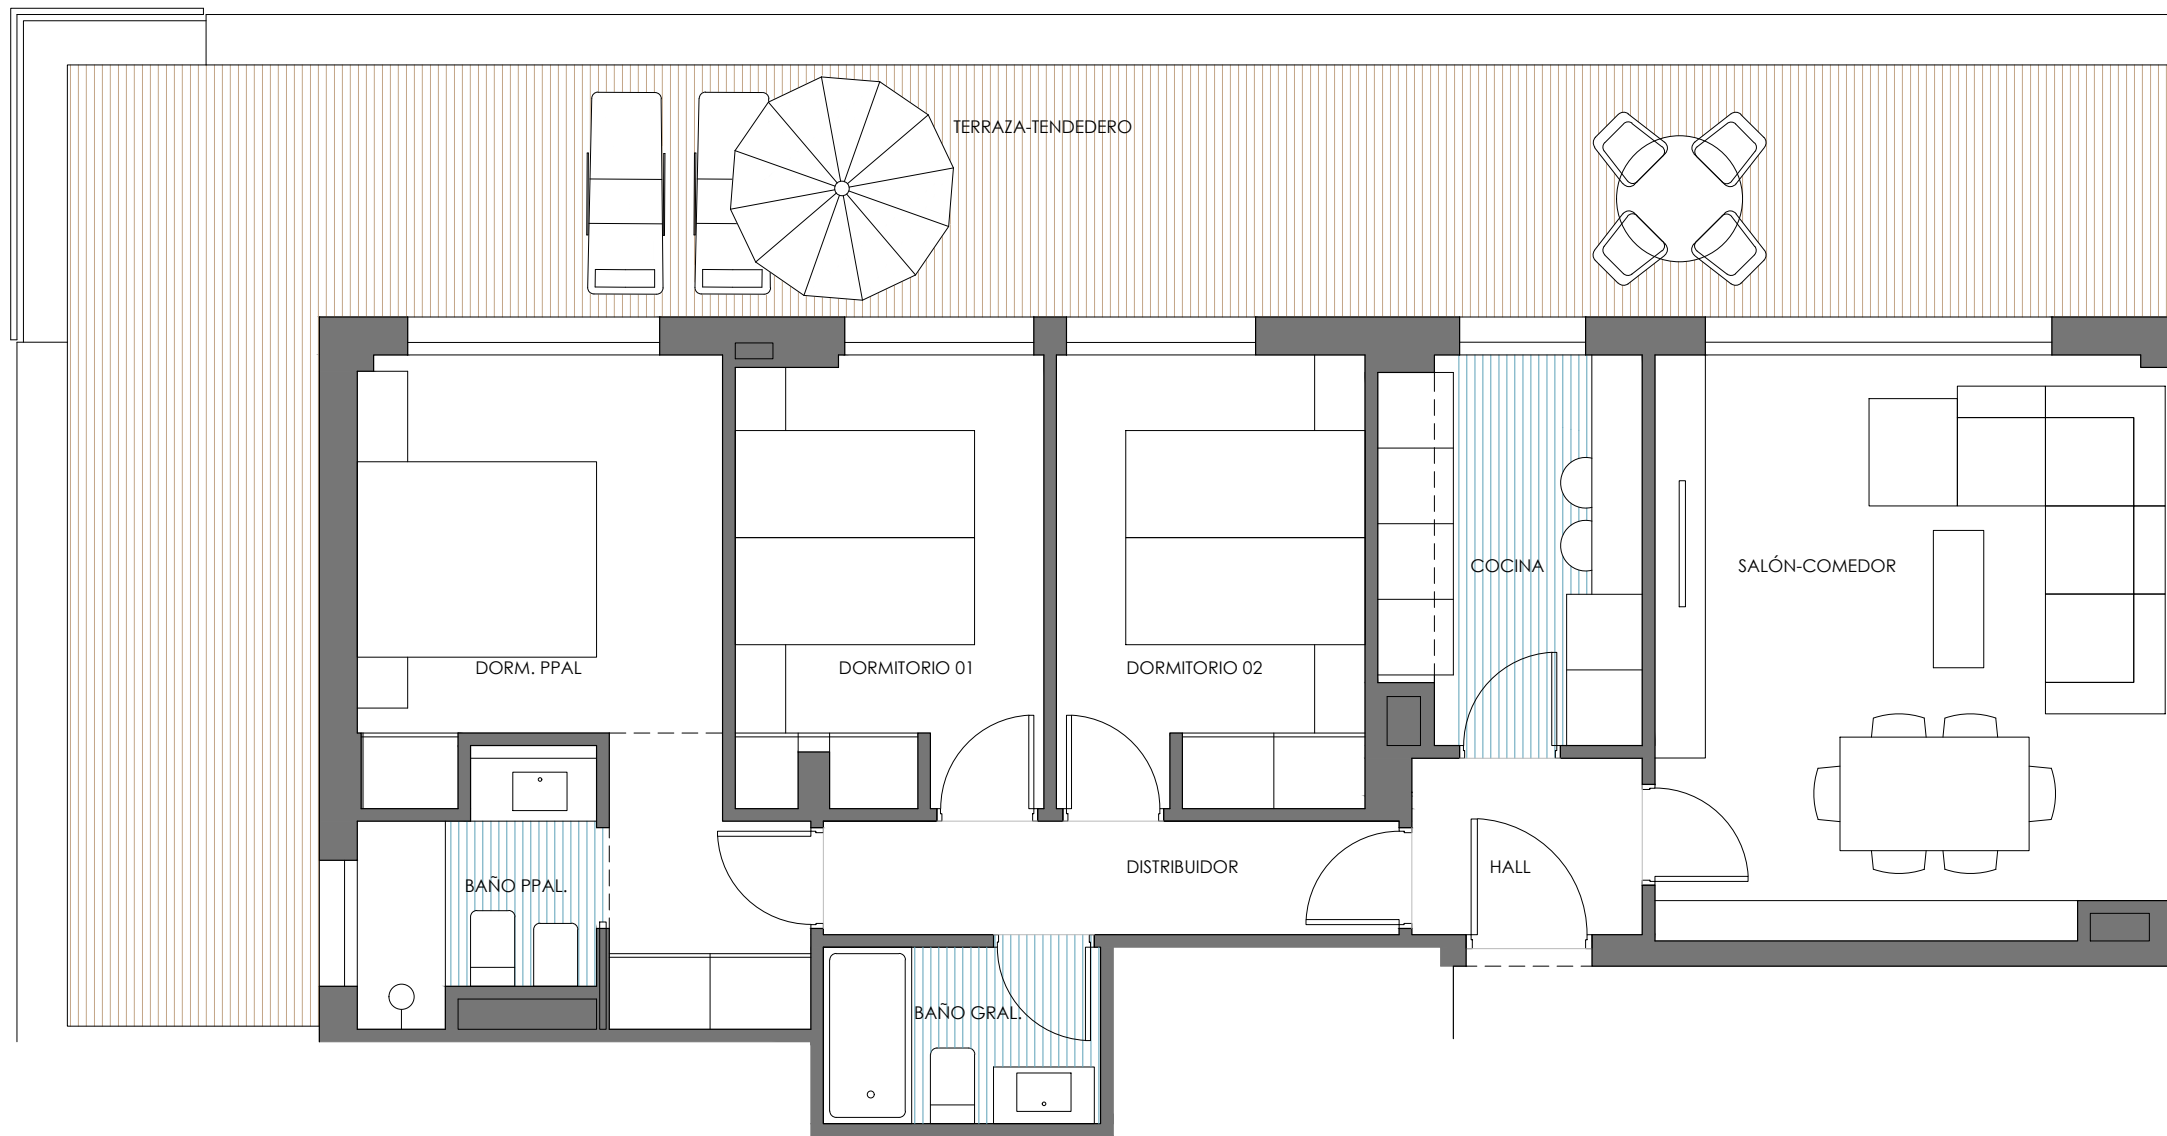 TERRAZA-TENDEDERO
COCINA
SALÓN-COMEDOR
DORM. PPAL
DORMITORIO 01
DORMITORIO 02
DISTRIBUIDOR
HALL
BAÑO PPAL.
BAÑO GRAL.